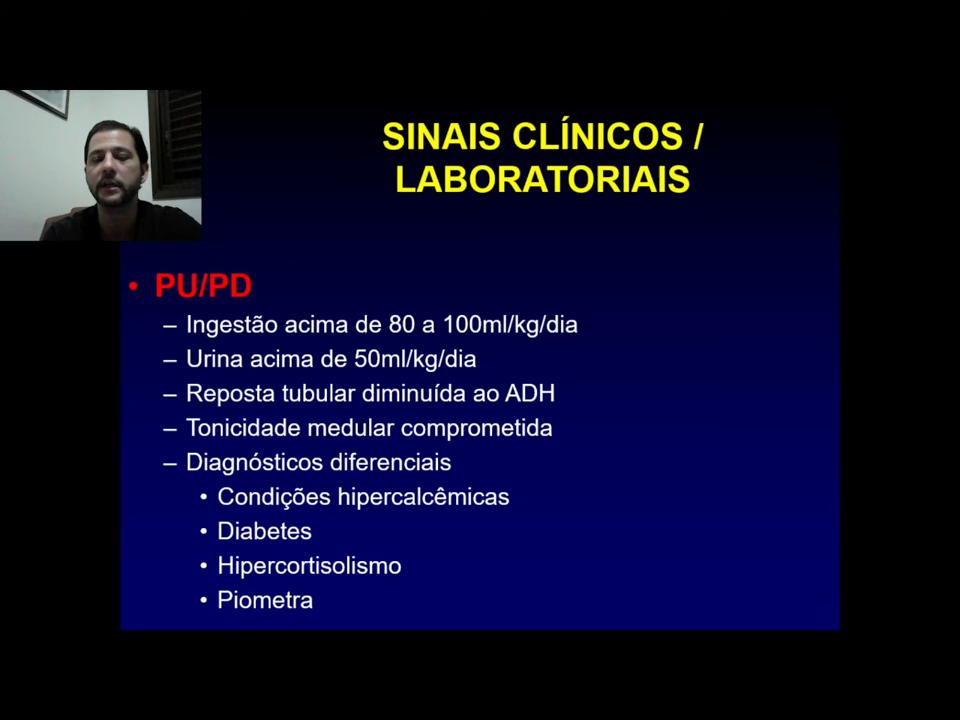 SINAIS CLÍNICOS /
LABORATORIAIS
• PU/PD
– Ingestão acima de 80 a 100ml/kg/dia
– Urina acima de 50ml/kg/dia
– Reposta tubular diminuída ao ADH
– Tonicidade medular comprometida
– Diagnósticos diferenciais
• Condições hipercalcêmicas
• Diabetes
• Hipercortisolismo
• Piometra